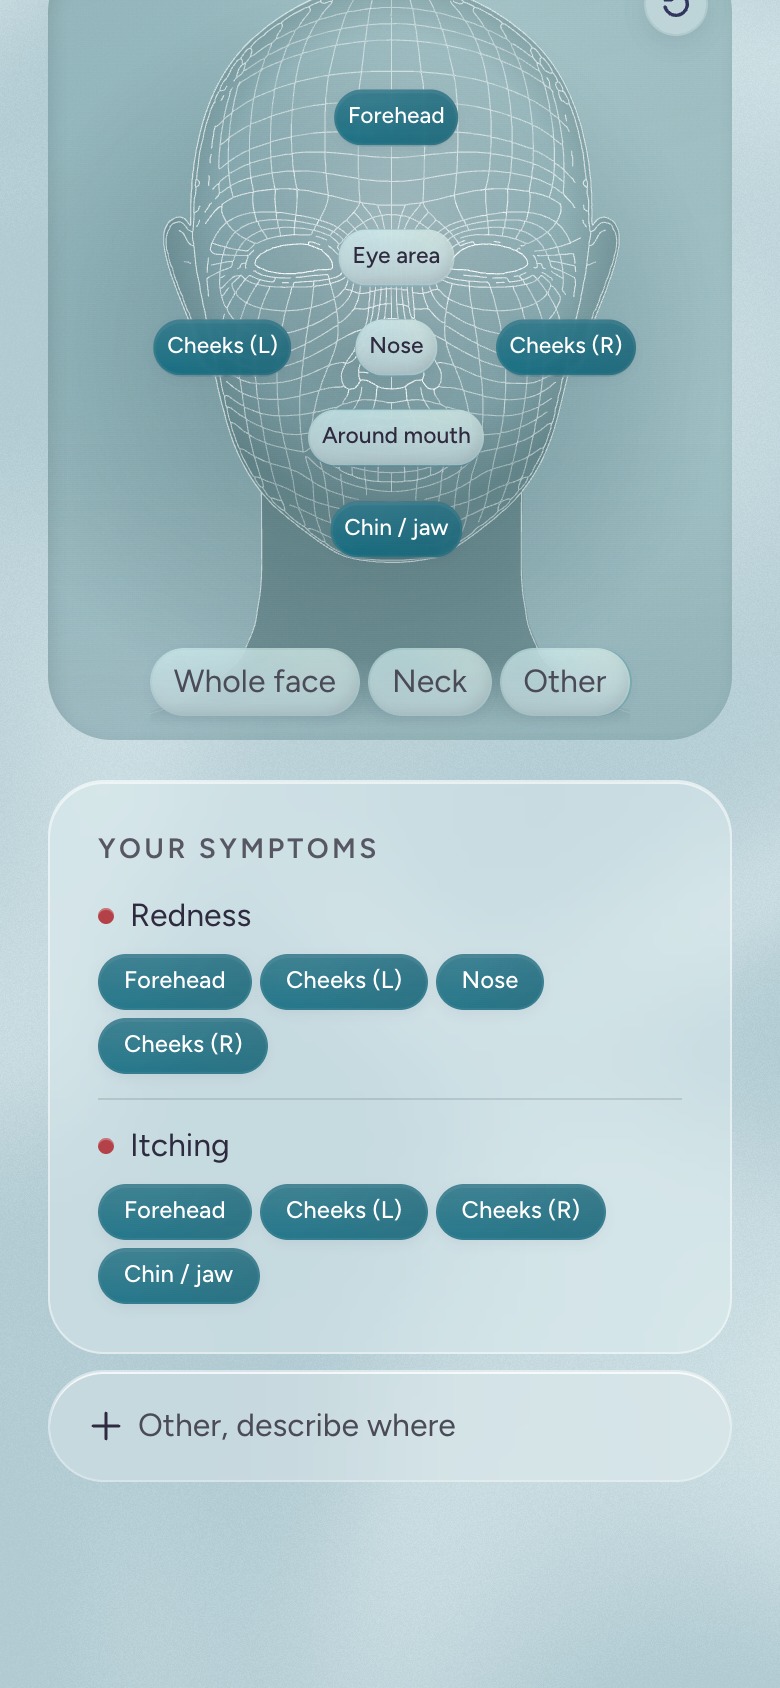 Forehead
Eye area
Cheeks (L)
Nose
Cheeks (R)
Around mouth
Chin / jaw
Whole face
Neck
Other
YOUR SYMPTOMS
Redness
Forehead
Cheeks (L)
Nose
Cheeks (R)
Itching
Forehead
Cheeks (L)
Cheeks (R)
Chin / jaw
Other, describe where